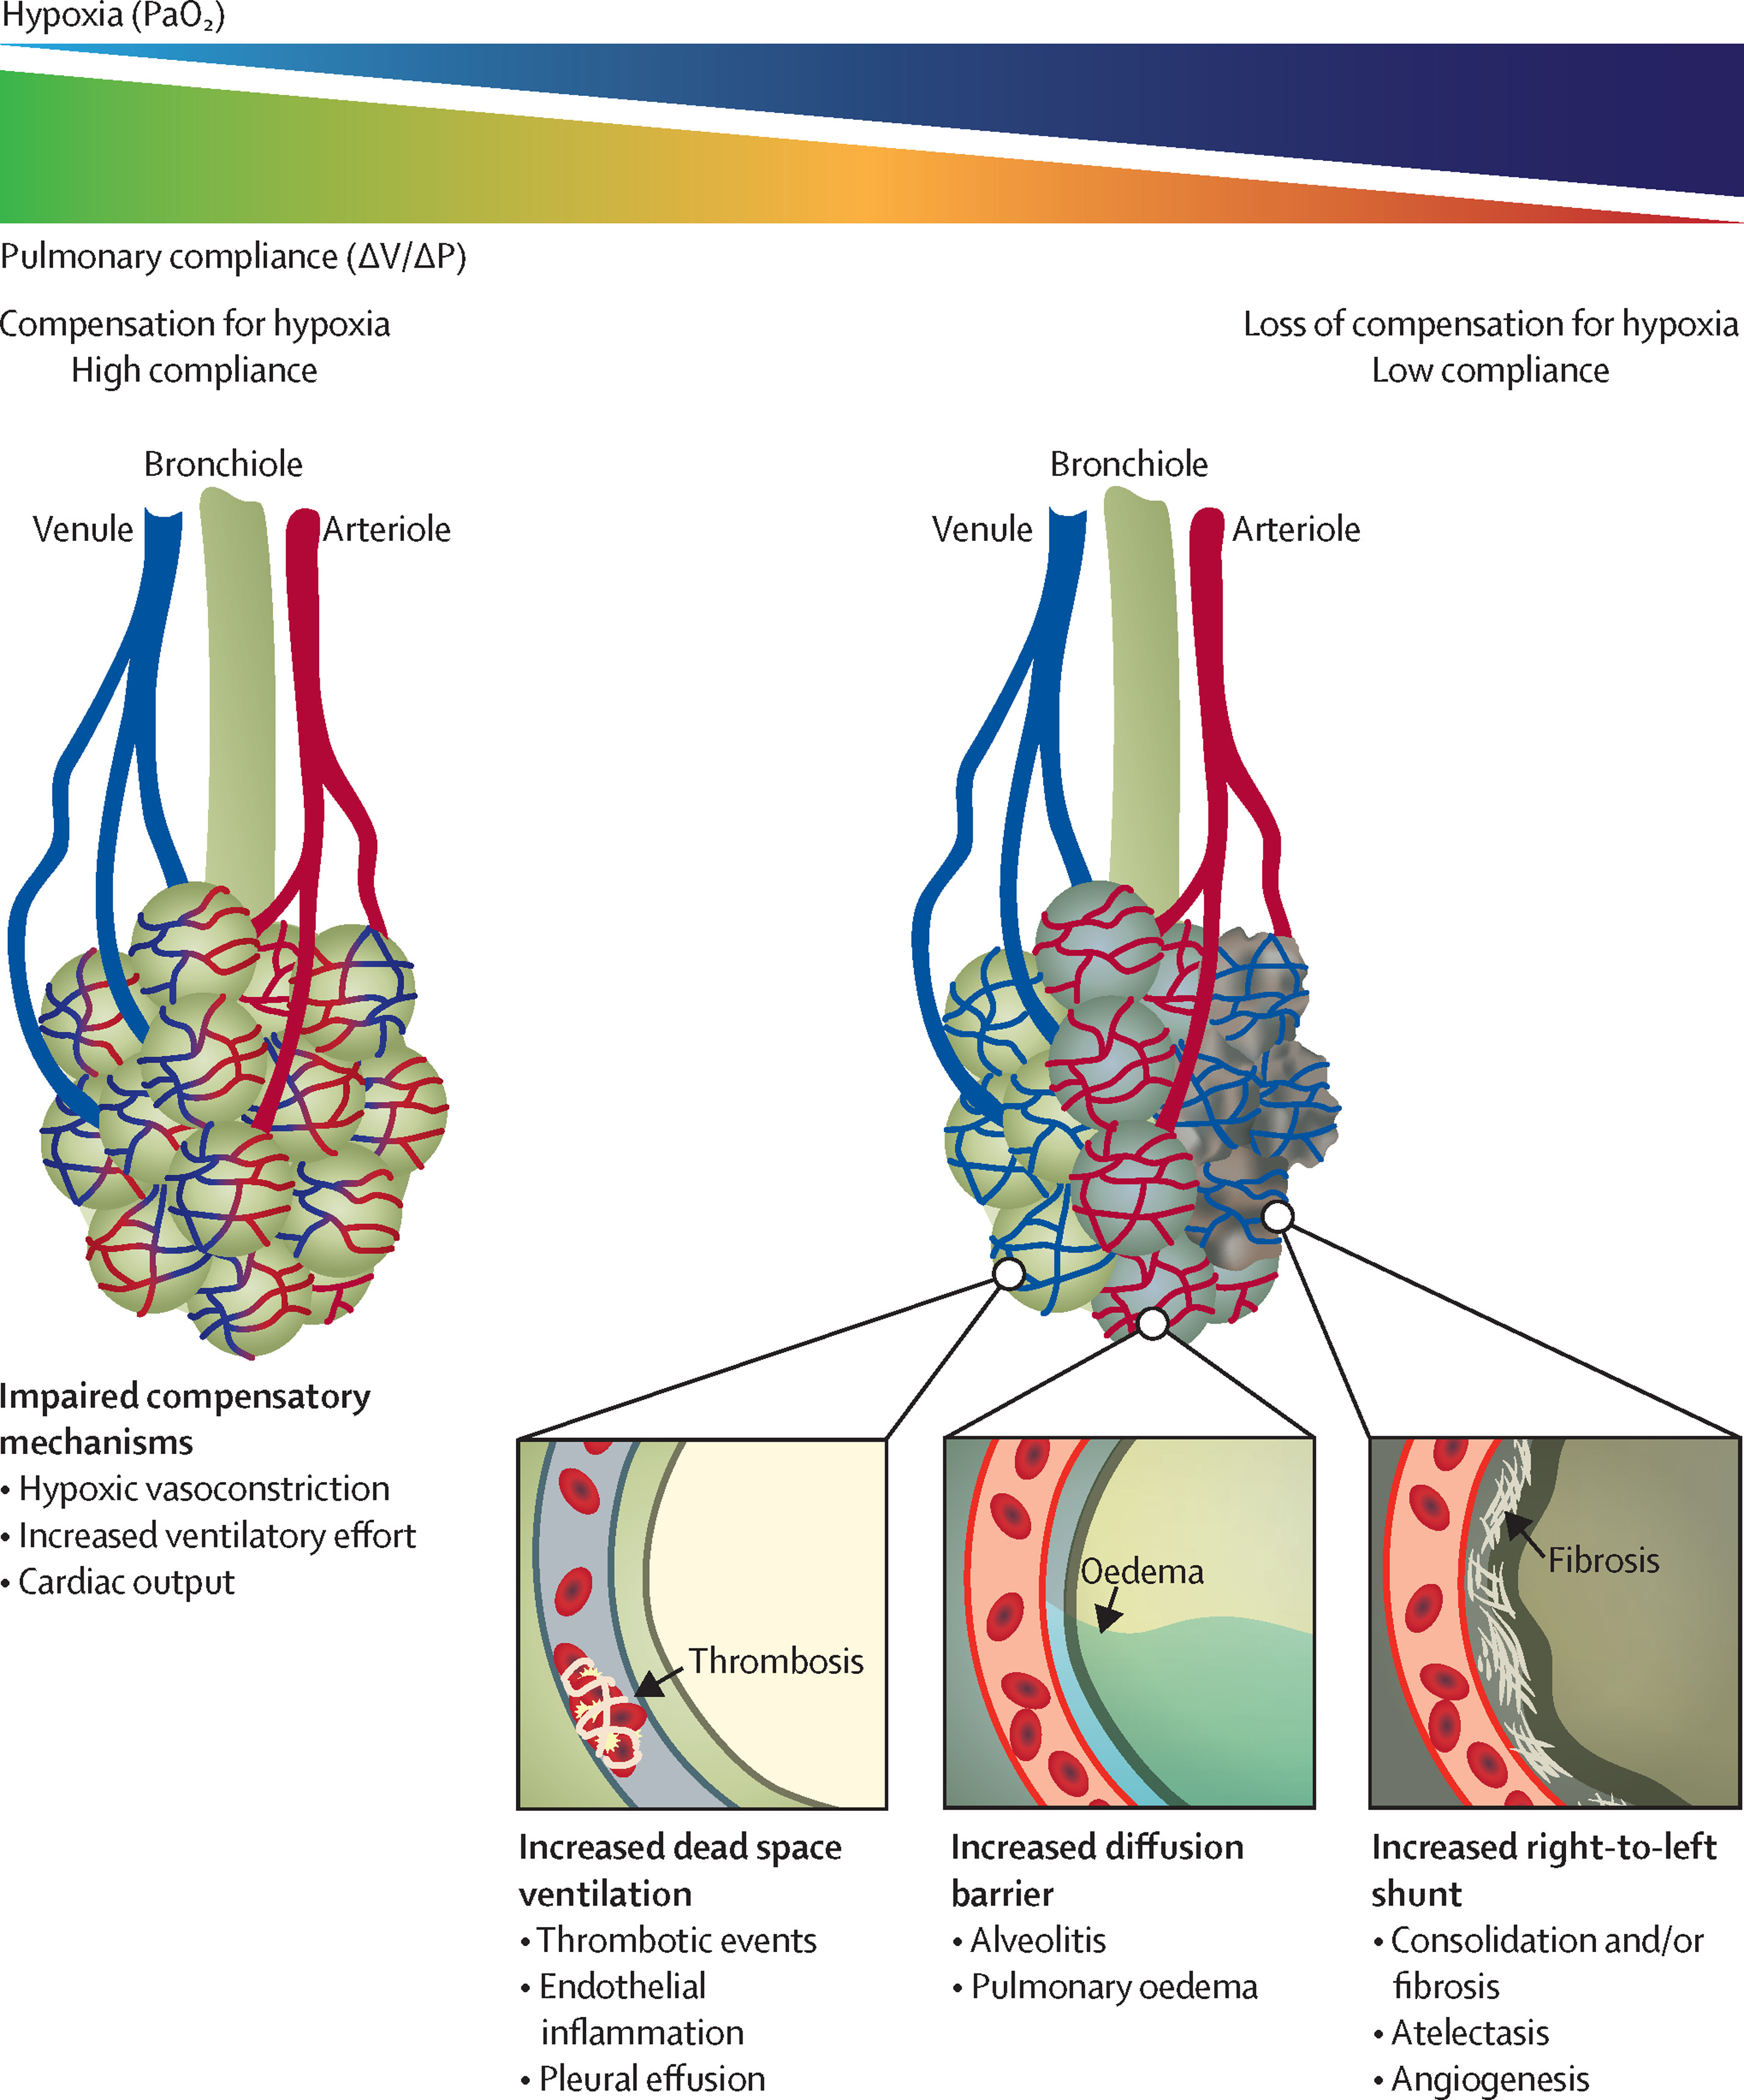 Hypoxia (PaO₂)
Pulmonary compliance (ΔV/ΔP)
Compensation for hypoxia
High compliance
Loss of compensation for hypoxia
Low compliance
Bronchiole
Venule
Arteriole
Bronchiole
Venule
Arteriole
Impaired compensatory
mechanisms
• Hypoxic vasoconstriction
• Increased ventilatory effort
• Cardiac output
Thrombosis
Oedema
Fibrosis
Increased dead space
ventilation
• Thrombotic events
• Endothelial
inflammation
• Pleural effusion
Increased diffusion
barrier
• Alveolitis
• Pulmonary oedema
Increased right-to-left
shunt
• Consolidation and/or
fibrosis
• Atelectasis
• Angiogenesis